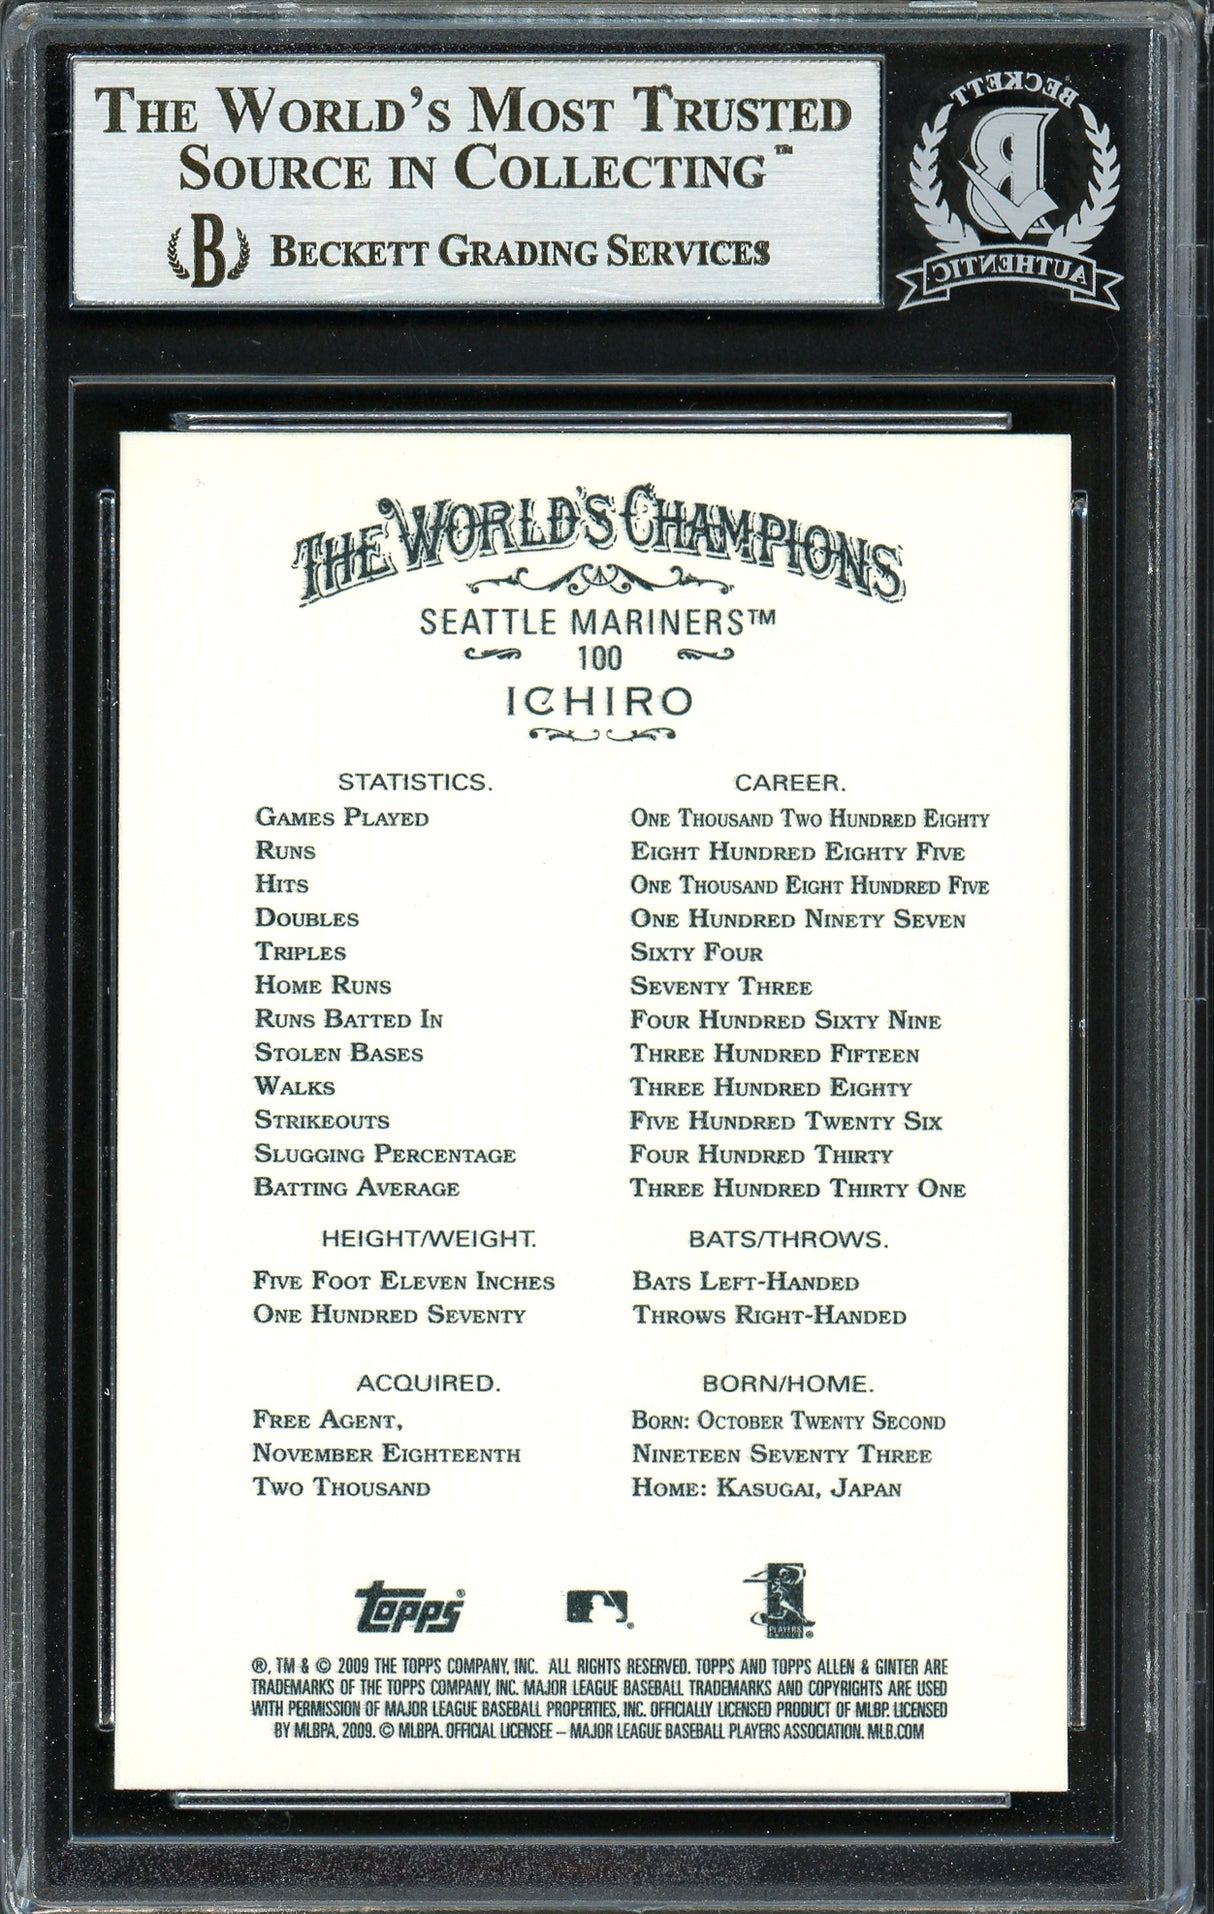 THE WORLD'S MOST TRUSTED
SOURCE IN COLLECTING™
B BECKETT GRADING SERVICES
BECKETT
B
AUTHENTIC
THE WORLD'S CHAMPIONS
SEATTLE MARINERS™
100
ICHIRO
STATISTICS. CAREER.
GAMES PLAYED ONE THOUSAND TWO HUNDRED EIGHTY
RUNS EIGHT HUNDRED EIGHTY FIVE
HITS ONE THOUSAND EIGHT HUNDRED FIVE
DOUBLES ONE HUNDRED NINETY SEVEN
TRIPLES SIXTY FOUR
HOME RUNS SEVENTY THREE
RUNS BATTED IN FOUR HUNDRED SIXTY NINE
STOLEN BASES THREE HUNDRED FIFTEEN
WALKS THREE HUNDRED EIGHTY
STRIKEOUTS FIVE HUNDRED TWENTY SIX
SLUGGING PERCENTAGE FOUR HUNDRED THIRTY
BATTING AVERAGE THREE HUNDRED THIRTY ONE
HEIGHT/WEIGHT. BATS/THROWS.
FIVE FOOT ELEVEN INCHES BATS LEFT-HANDED
ONE HUNDRED SEVENTY THROWS RIGHT-HANDED
ACQUIRED. BORN/HOME.
FREE AGENT, BORN: OCTOBER TWENTY SECOND
NOVEMBER EIGHTEENTH NINETEEN SEVENTY THREE
TWO THOUSAND HOME: KASUGAI, JAPAN
Topps®
PLAYERS
®, TM & © 2009 THE TOPPS COMPANY, INC. ALL RIGHTS RESERVED. TOPPS AND TOPPS ALLEN & GINTER ARE
TRADEMARKS OF THE TOPPS COMPANY, INC. MAJOR LEAGUE BASEBALL TRADEMARKS AND COPYRIGHTS ARE USED
WITH PERMISSION OF MAJOR LEAGUE BASEBALL PROPERTIES, INC. OFFICIALLY LICENSED PRODUCT OF MLBP. LICENSED
BY MLBPA, 2009. © MLBPA. OFFICIAL LICENSEE – MAJOR LEAGUE BASEBALL PLAYERS ASSOCIATION. MLB.COM